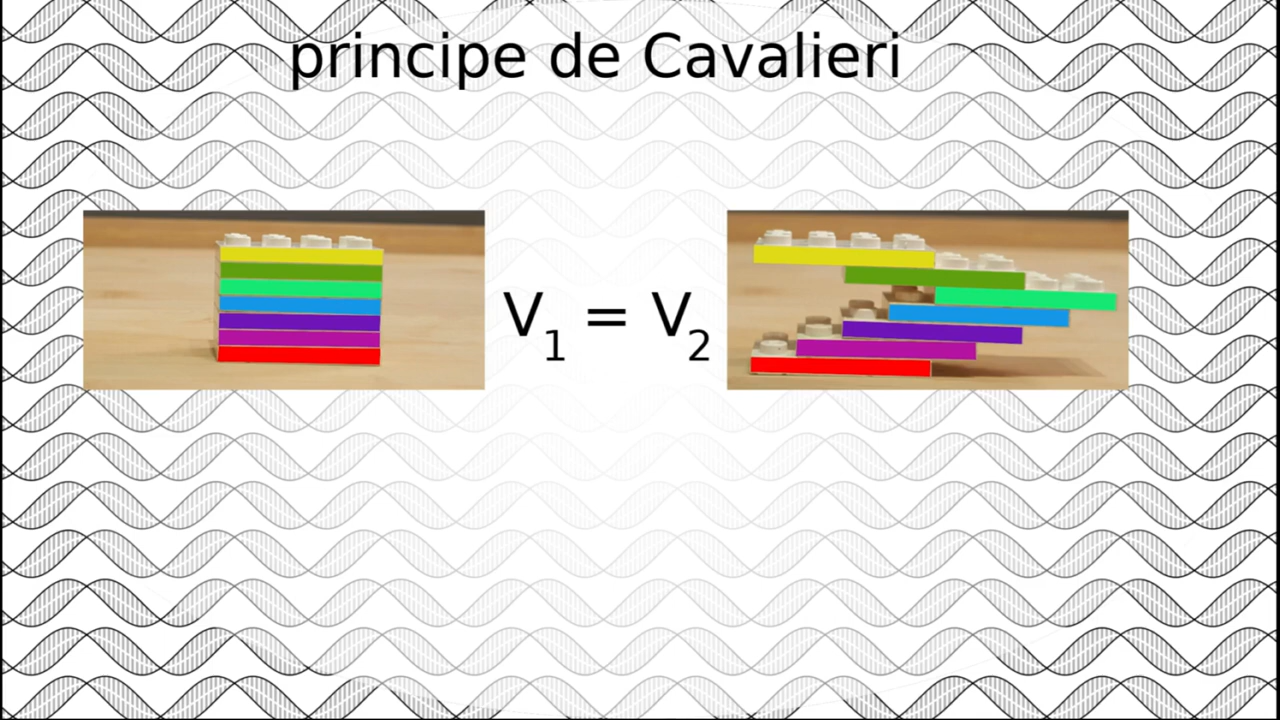 principe de Cavalieri
V₁ = V₂